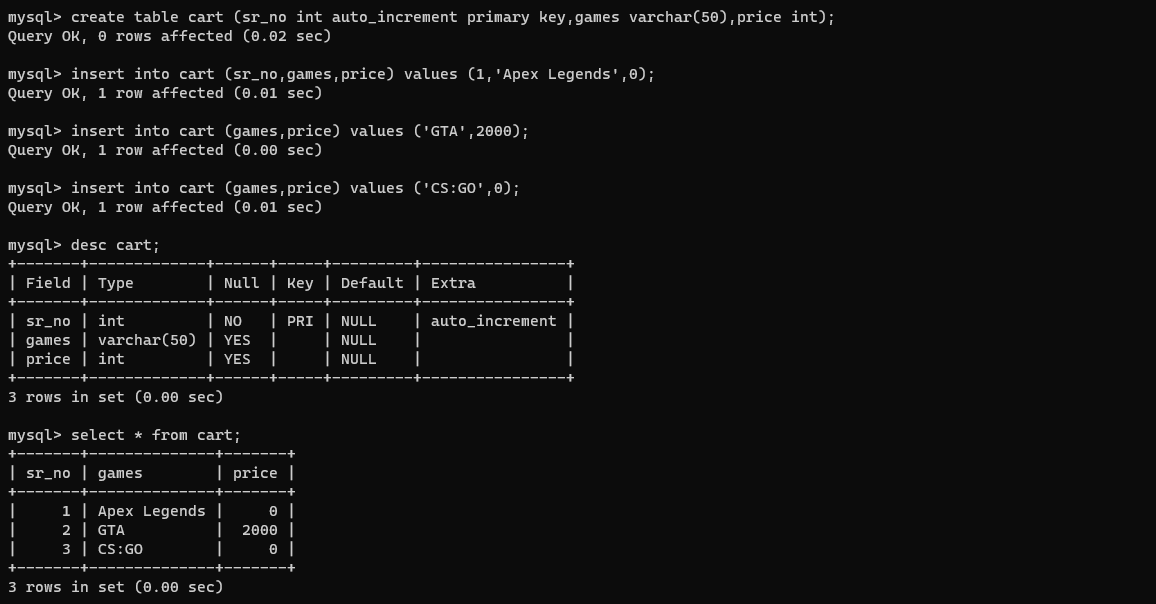 mysql> create table cart (sr_no int auto_increment primary key,games varchar(50),price int);
Query OK, 0 rows affected (0.02 sec)

mysql> insert into cart (sr_no,games,price) values (1,'Apex Legends',0);
Query OK, 1 row affected (0.01 sec)

mysql> insert into cart (games,price) values ('GTA',2000);
Query OK, 1 row affected (0.00 sec)

mysql> insert into cart (games,price) values ('CS:GO',0);
Query OK, 1 row affected (0.01 sec)

mysql> desc cart;
+-------+-------------+------+-----+---------+----------------+
| Field | Type        | Null | Key | Default | Extra          |
+-------+-------------+------+-----+---------+----------------+
| sr_no | int         | NO   | PRI | NULL    | auto_increment |
| games | varchar(50) | YES  |     | NULL    |                |
| price | int         | YES  |     | NULL    |                |
+-------+-------------+------+-----+---------+----------------+
3 rows in set (0.00 sec)

mysql> select * from cart;
+-------+--------------+-------+
| sr_no | games        | price |
+-------+--------------+-------+
|     1 | Apex Legends |     0 |
|     2 | GTA          |  2000 |
|     3 | CS:GO        |     0 |
+-------+--------------+-------+
3 rows in set (0.00 sec)